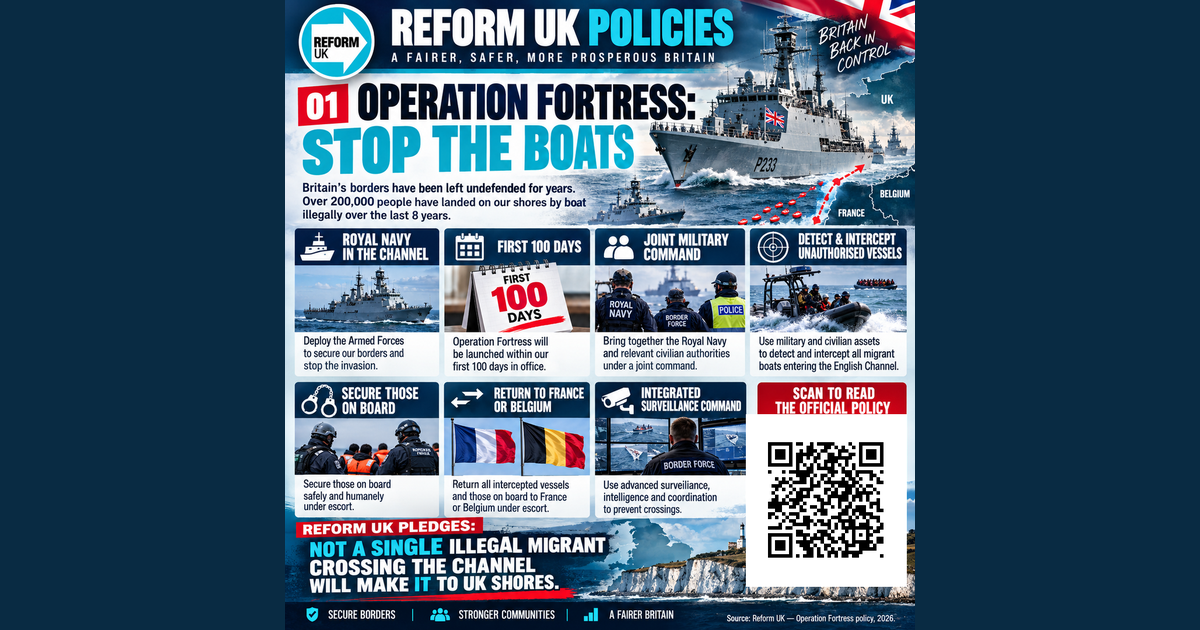 REFORM
UK
REFORM UK POLICIES
A FAIRER, SAFER, MORE PROSPEROUS BRITAIN
BRITAIN
BACK IN
CONTROL
01 OPERATION FORTRESS:
STOP THE BOATS
Britain's borders have been left undefended for years.
Over 200,000 people have landed on our shores by boat
illegally over the last 8 years.
P233
UK
BELGIUM
FRANCE
ROYAL NAVY
IN THE CHANNEL
Deploy the Armed Forces
to secure our borders and
stop the invasion.
FIRST 100 DAYS
FIRST
100
DAYS
Operation Fortress will
be launched within our
first 100 days in office.
JOINT MILITARY
COMMAND
ROYAL
NAVY
BORDER
FORCE
POLICE
Bring together the Royal Navy
and relevant civilian authorities
under a joint command.
DETECT & INTERCEPT
UNAUTHORISED VESSELS
Use military and civilian assets
to detect and intercept all migrant
boats entering the English Channel.
SECURE THOSE
ON BOARD
Secure those on board
safely and humanely
under escort.
RETURN TO FRANCE
OR BELGIUM
Return all intercepted vessels
and those on board to France
or Belgium under escort.
INTEGRATED
SURVEILLANCE COMMAND
BORDER FORCE
Use advanced surveillance,
intelligence and coordination
to prevent crossings.
SCAN TO READ
THE OFFICIAL POLICY
REFORM UK PLEDGES:
NOT A SINGLE ILLEGAL MIGRANT
CROSSING THE CHANNEL
WILL MAKE IT TO UK SHORES.
SECURE BORDERS
STRONGER COMMUNITIES
A FAIRER BRITAIN
Source: Reform UK — Operation Fortress policy, 2026.